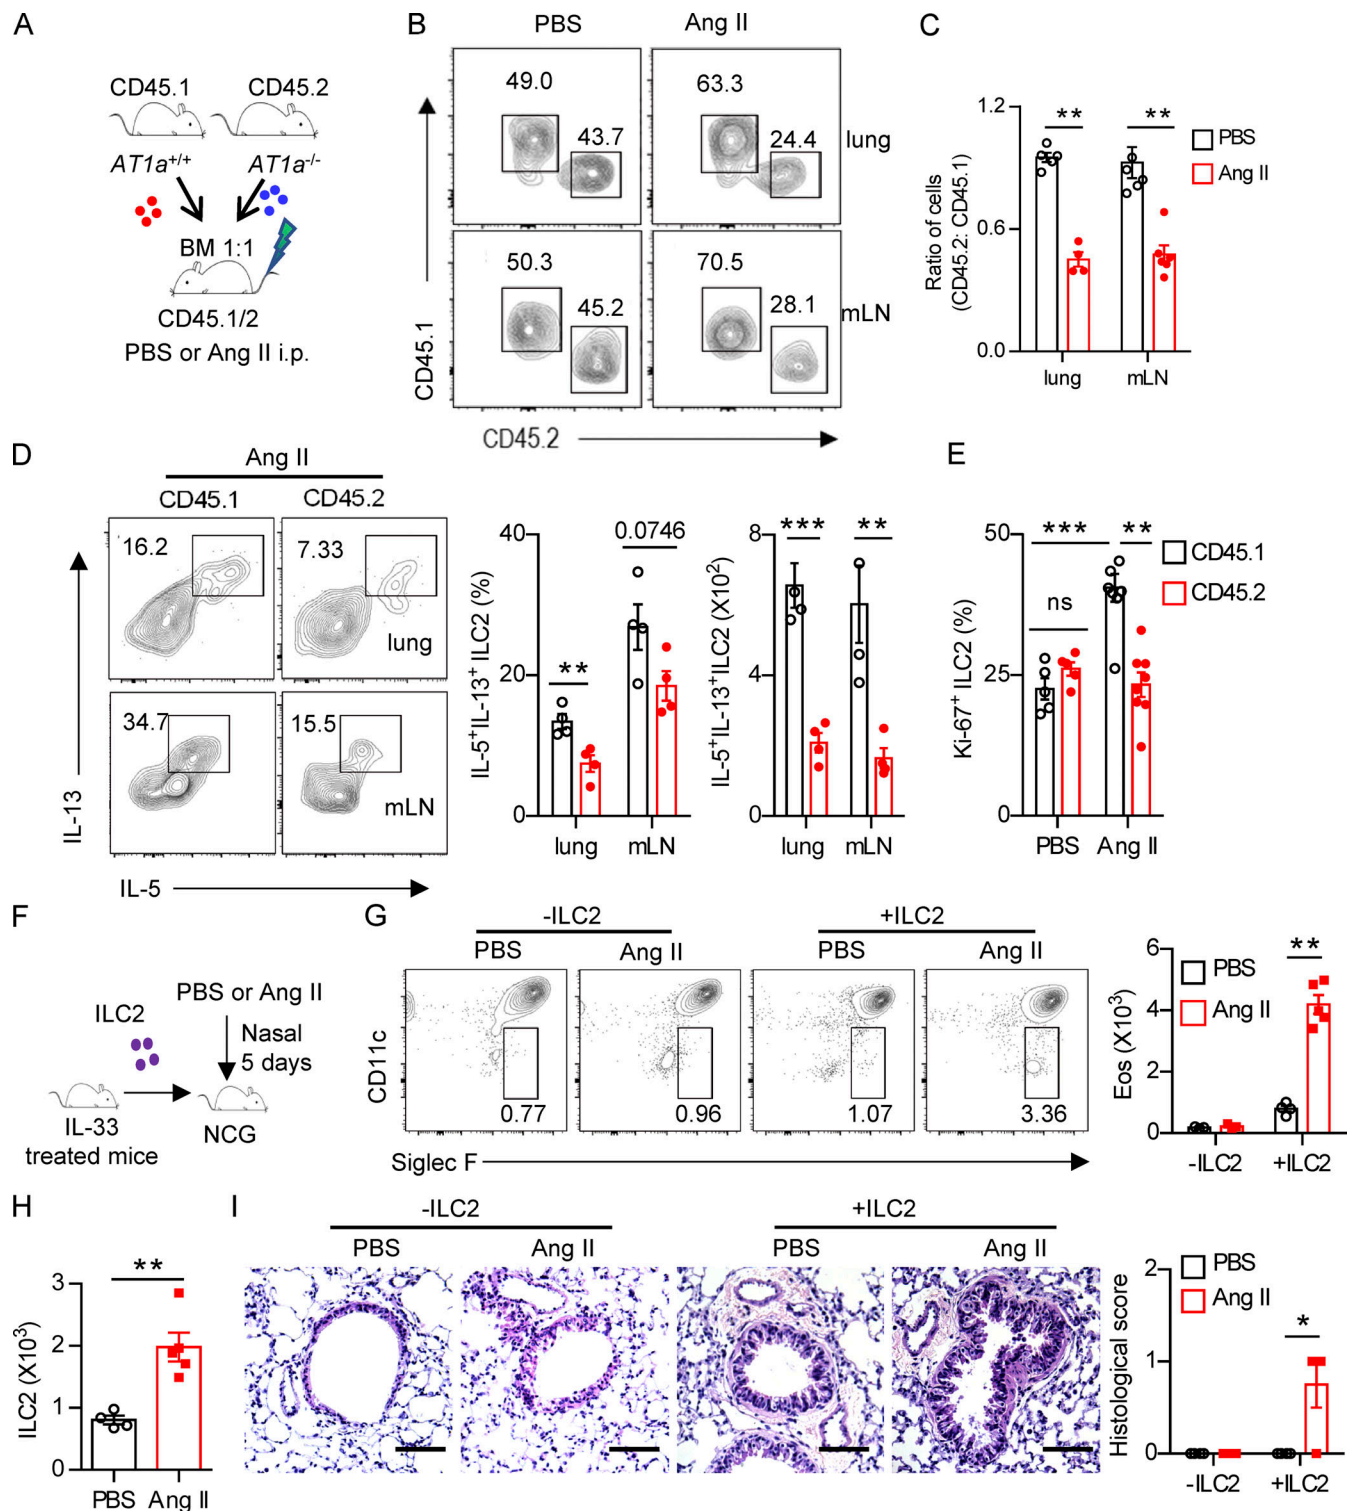 A
CD45.1 CD45.2
AT1a+/+ AT1a-/-
BM 1:1
CD45.1/2
PBS or Ang II i.p.
B
PBS Ang II
49.0 43.7 63.3 24.4 lung
50.3 45.2 70.5 28.1 mLN
CD45.1
CD45.2
C
Ratio of cells
(CD45.2: CD45.1)
1.2
0.6
0.0
** **
PBS
Ang II
lung mLN
D
Ang II
CD45.1 CD45.2
16.2 7.33 lung
34.7 15.5 mLN
IL-13
IL-5
IL-5+IL-13+ ILC2 (%)
40
20
0
** 0.0746
lung mLN
IL-5+IL-13+ILC2 (X102)
8
4
0
*** **
lung mLN
E
Ki-67+ ILC2 (%)
50
25
0
*** **
ns
CD45.1
CD45.2
PBS Ang II
F
PBS or Ang II
ILC2
Nasal
5 days
IL-33
treated mice
NCG
G
-ILC2 +ILC2
PBS Ang II PBS Ang II
CD11c
0.77 0.96 1.07 3.36
Siglec F
Eos (X103)
6
4
2
0
**
PBS
Ang II
-ILC2 +ILC2
H
ILC2 (X103)
3
2
1
0
**
PBS Ang II
I
-ILC2 +ILC2
PBS Ang II PBS Ang II
Histological score
2
1
0
*
PBS
Ang II
-ILC2 +ILC2